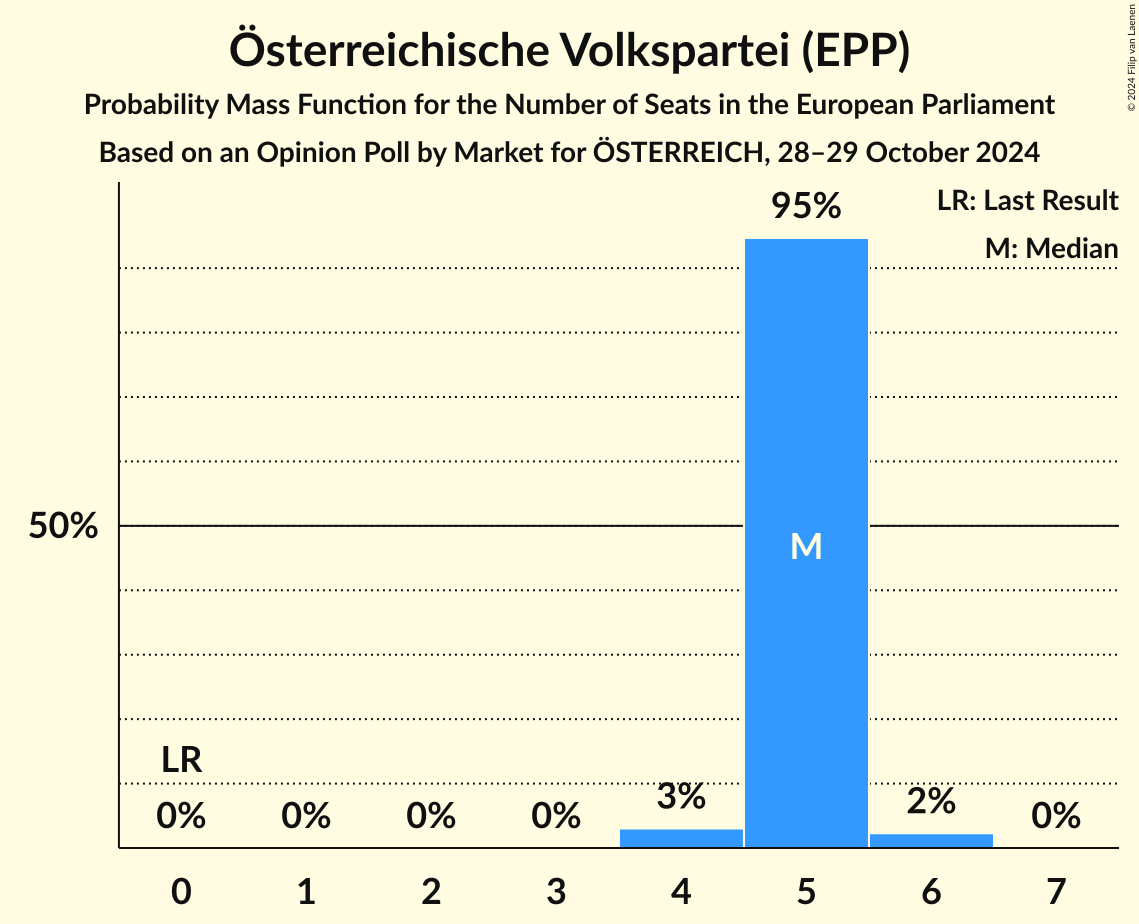 Österreichische Volkspartei (EPP)
Probability Mass Function for the Number of Seats in the European Parliament
Based on an Opinion Poll by Market for ÖSTERREICH, 28–29 October 2024
© 2024 Filip van Laenen
LR: Last Result
M: Median
95%
50%
M
LR
0% 0% 0% 0% 3% 2% 0%
0 1 2 3 4 5 6 7